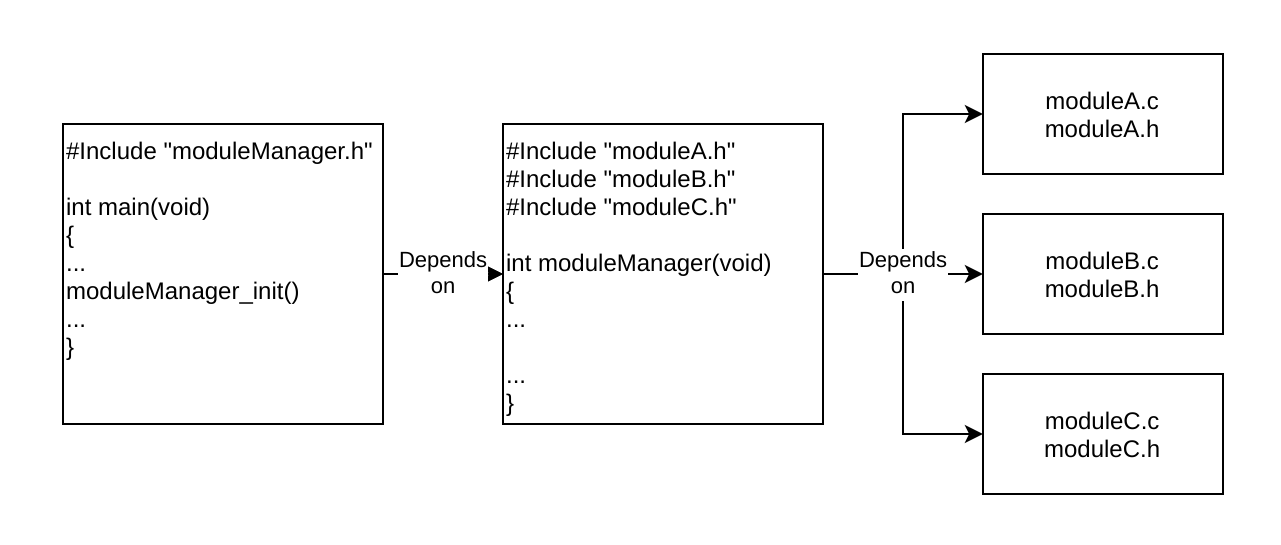 #Include "moduleManager.h"
int main(void)
{
...
moduleManager_init()
...
}
Depends
on
#Include "moduleA.h"
#Include "moduleB.h"
#Include "moduleC.h"
int moduleManager(void)
{
...
...
}
Depends
on
moduleA.c
moduleA.h
moduleB.c
moduleB.h
moduleC.c
moduleC.h